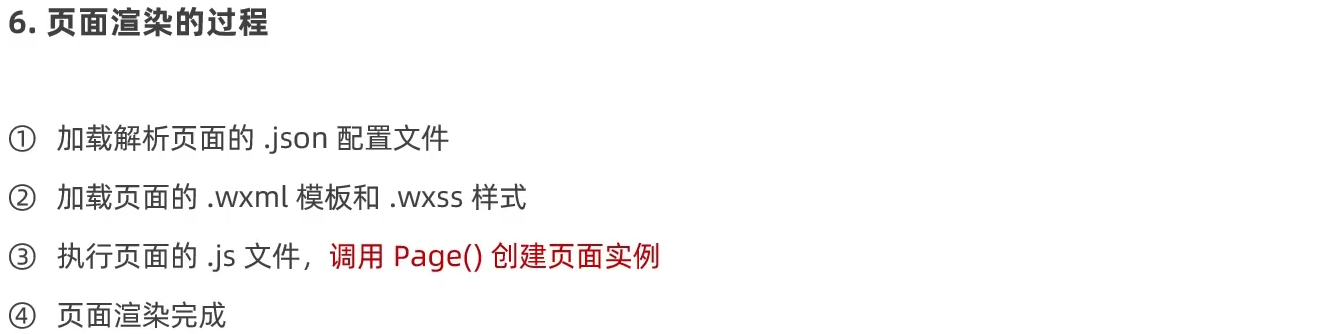 6. 页面渲染的过程
① 加载解析页面的 .json 配置文件
② 加载页面的 .wxml 模板和 .wxss 样式
③ 执行页面的 .js 文件，调用 Page() 创建页面实例
④ 页面渲染完成